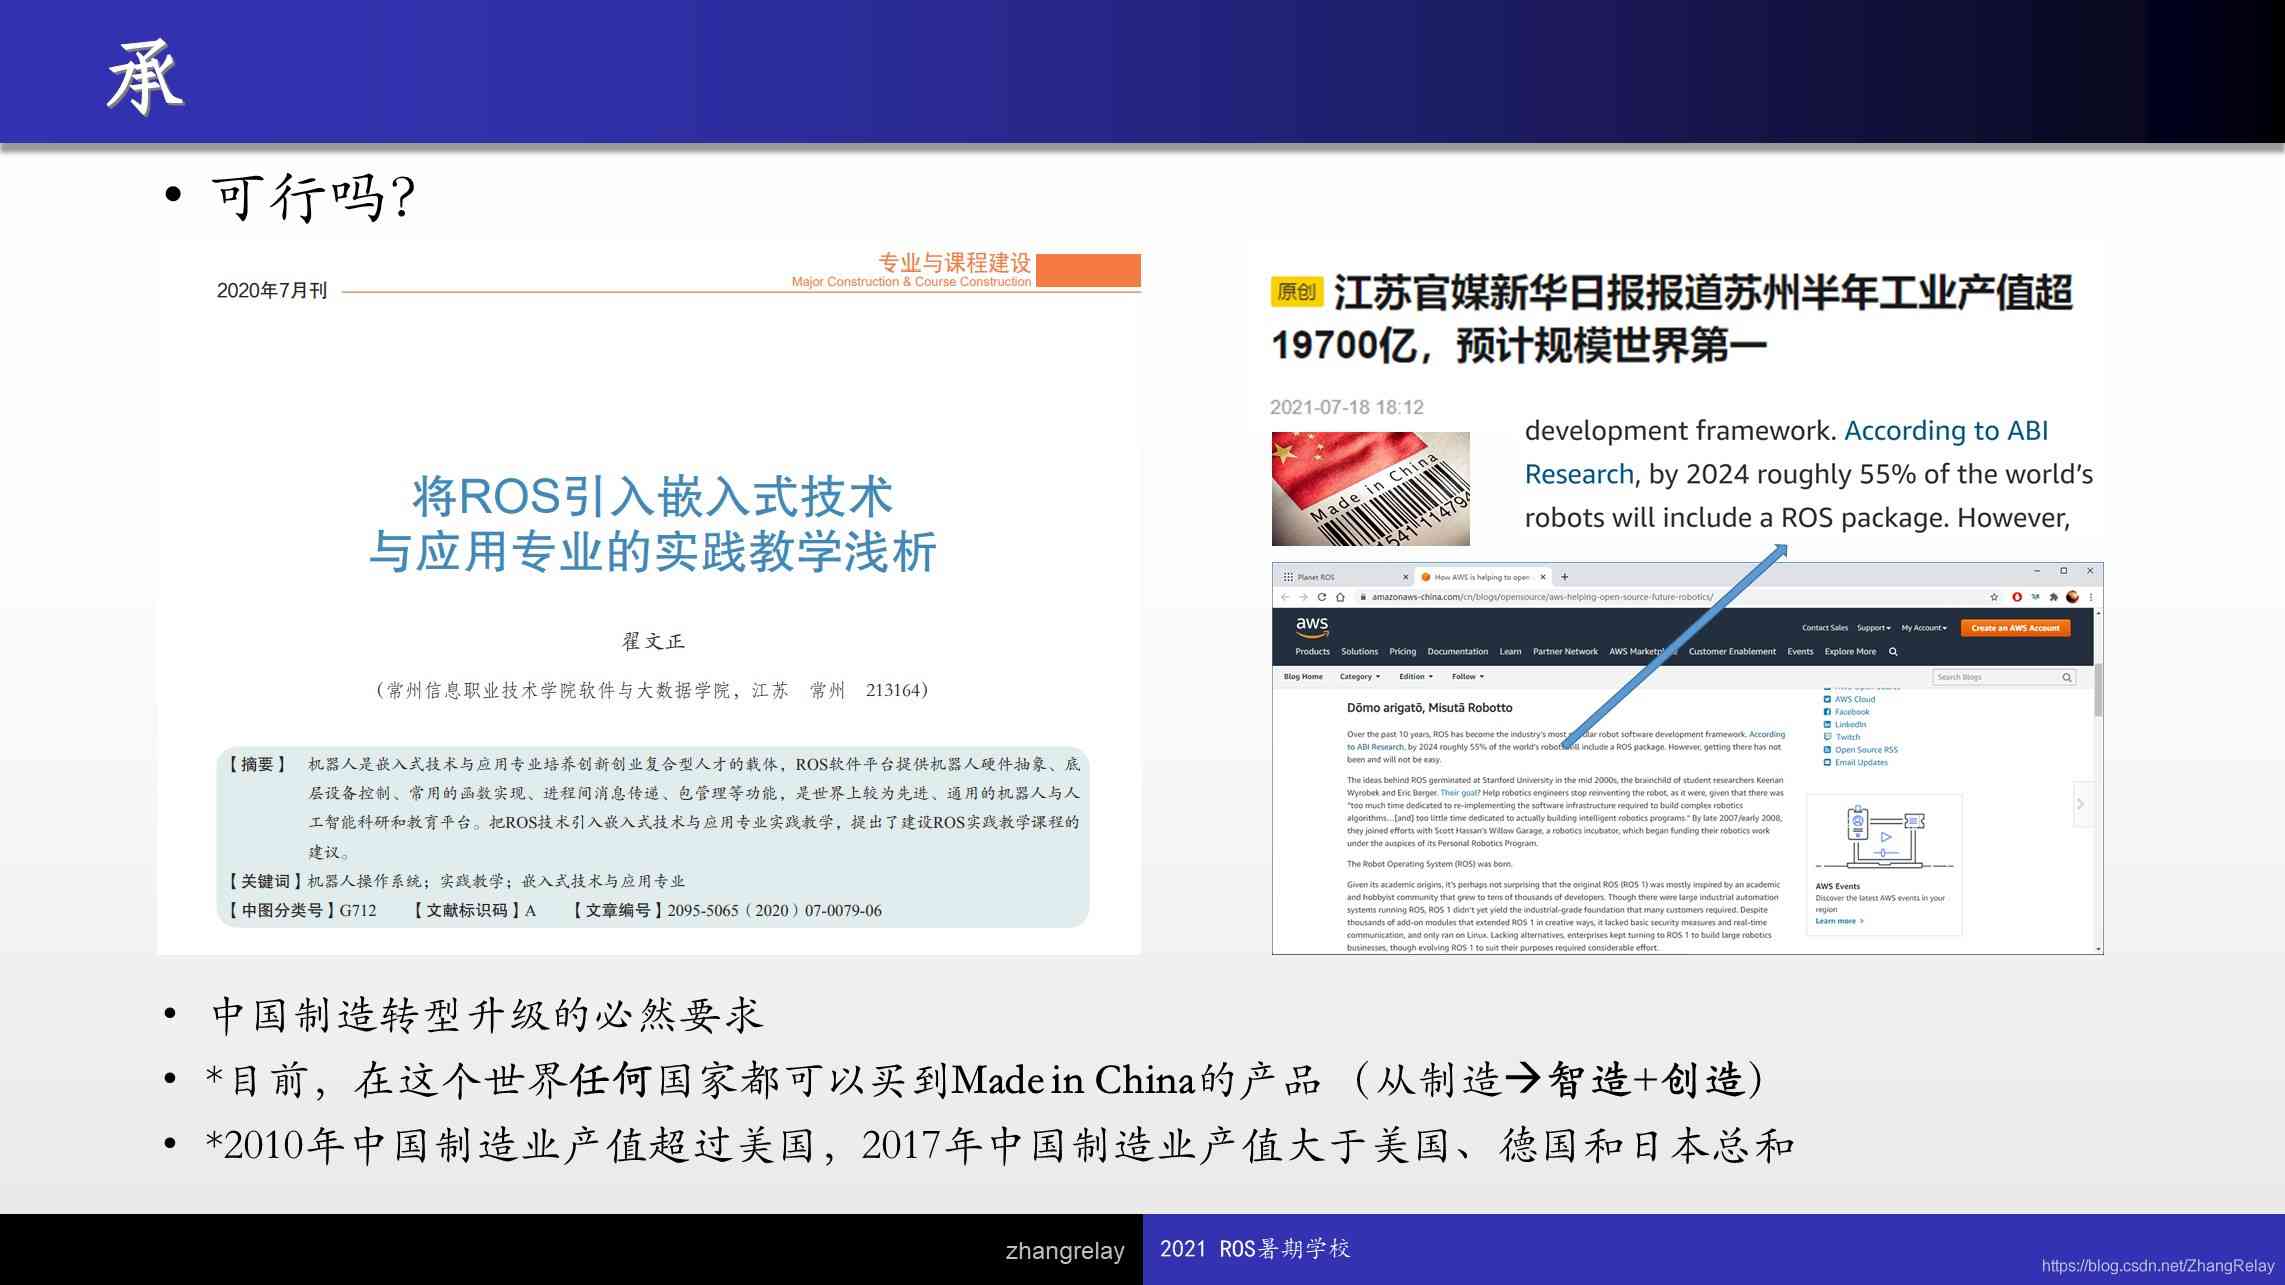 承
• 可行吗?
2020年7月刊
专业与课程建设
Major Construction & Course Construction
将ROS引入嵌入式技术
与应用专业的实践教学浅析
翟文正
（常州信息职业技术学院软件与大数据学院，江苏　常州　213164）
【摘要】 机器人是嵌入式技术与应用专业培养创新创业复合型人才的载体，ROS软件平台提供机器人硬件抽象、底
层设备控制、常用的函数实现、进程间消息传递、包管理等功能，是世界上较为先进、通用的机器人与人
工智能科研和教育平台。把ROS技术引入嵌入式技术与应用专业实践教学，提出了建设ROS实践教学课程的
建议。
【关键词】机器人操作系统；实践教学；嵌入式技术与应用专业
【中图分类号】G712 【文献标识码】A 【文章编号】2095-5065（2020）07-0079-06
原创 江苏官媒新华日报报道苏州半年工业产值超
19700亿，预计规模世界第一
2021-07-18 18:12
Made in China
541 114794
development framework. According to ABI
Research, by 2024 roughly 55% of the world's
robots will include a ROS package. However,
Planet ROS
How AWS is helping to open
amazonaws-china.com/cn/blogs/opensource/aws-helping-open-source-future-robotics/
aws
Contact Sales Support My Account Create an AWS Account
Products Solutions Pricing Documentation Learn Partner Network AWS Marketpl Customer Enablement Events Explore More
Blog Home Category Edition Follow Search Blogs
Dōmo arigatō, Misutā Robotto
Over the past 10 years, ROS has become the industry's most ular robot software development framework. According
to ABI Research, by 2024 roughly 55% of the world's robots will include a ROS package. However, getting there has not
been and will not be easy.
The ideas behind ROS germinated at Stanford University in the mid 2000s, the brainchild of student researchers Keenan
Wyrobek and Eric Berger. Their goal? Help robotics engineers stop reinventing the robot, as it were, given that there was
"too much time dedicated to re-implementing the software infrastructure required to build complex robotics
algorithms…[and] too little time dedicated to actually building intelligent robotics programs." By late 2007/early 2008,
they joined efforts with Scott Hassan's Willow Garage, a robotics incubator, which began funding their robotics work
under the auspices of its Personal Robotics Program.
The Robot Operating System (ROS) was born.
Given its academic origins, it's perhaps not surprising that the original ROS (ROS 1) was mostly inspired by an academic
and hobbyist community that grew to tens of thousands of developers. Though there were large industrial automation
systems running ROS, ROS 1 didn't yet yield the industrial-grade foundation that many customers required. Despite
thousands of add-on modules that extended ROS 1 in creative ways, it lacked basic security measures and real-time
communication, and only ran on Linux. Lacking alternatives, enterprises kept turning to ROS 1 to build large robotics
businesses, though evolving ROS 1 to suit their purposes required considerable effort.
AWS Cloud
Facebook
LinkedIn
Twitch
Open Source RSS
Email Updates
AWS Events
Discover the latest AWS events in your
region
Learn more >
• 中国制造转型升级的必然要求
• *目前，在这个世界任何国家都可以买到Made in China的产品（从制造→智造+创造）
• *2010年中国制造业产值超过美国，2017年中国制造业产值大于美国、德国和日本总和
zhangrelay
2021 ROS暑期学校
https://blog.csdn.net/ZhangRelay